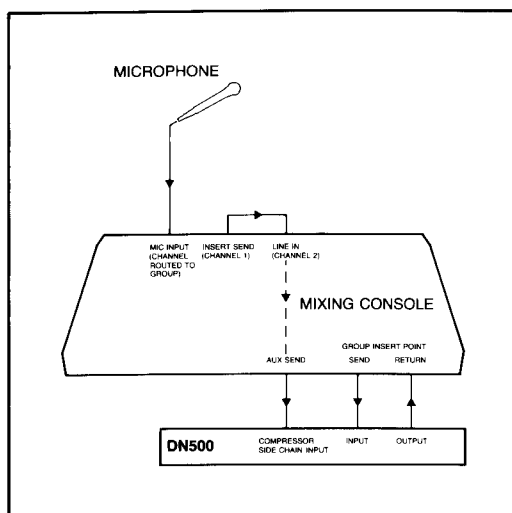 MICROPHONE
MIC INPUT
(CHANNEL
ROUTED TO
GROUP)
INSERT SEND
(CHANNEL 1)
LINE IN
(CHANNEL 2)
MIXING CONSOLE
GROUP INSERT POINT
AUX SEND
SEND
RETURN
DN500
COMPRESSOR
SIDE CHAIN INPUT
INPUT
OUTPUT